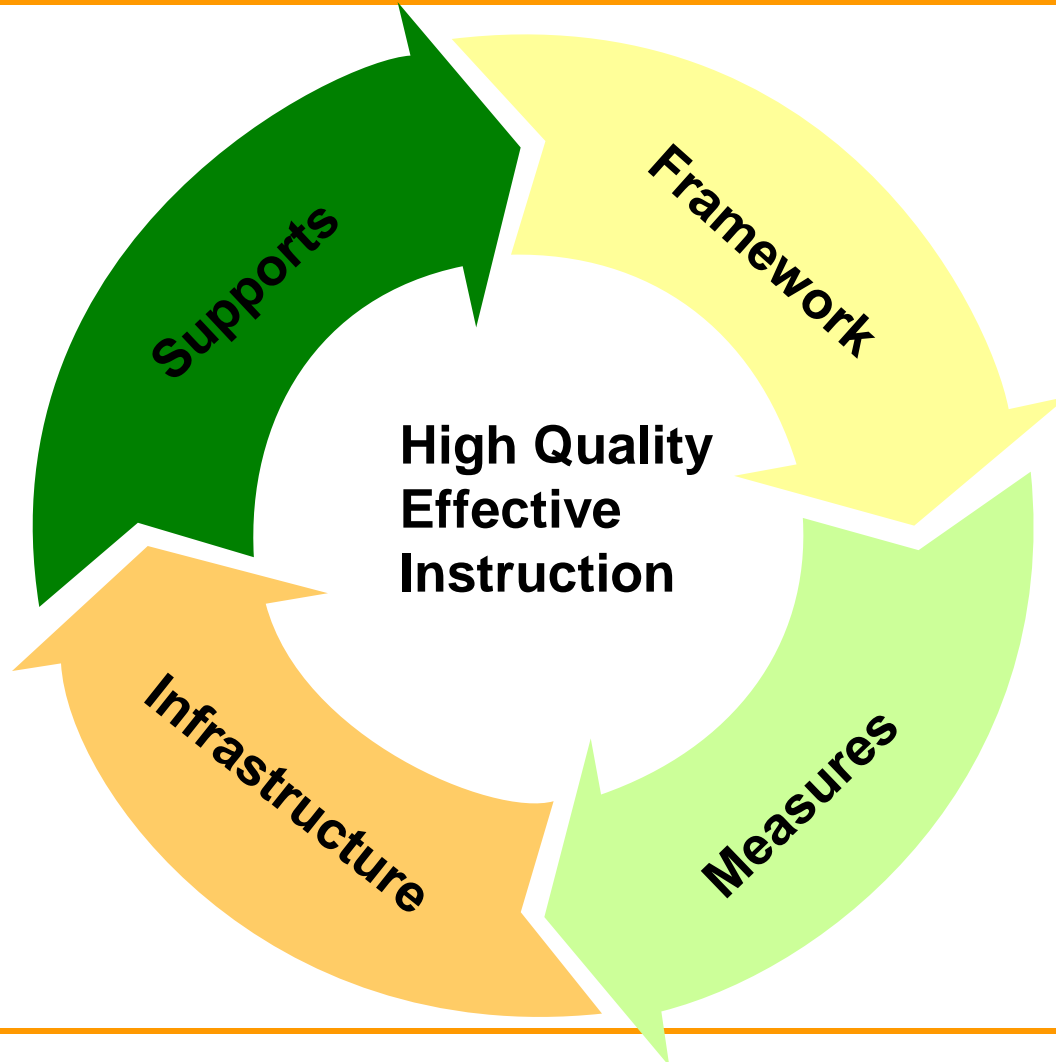 Supports
Framework
High Quality
Effective
Instruction
Infrastructure
Measures